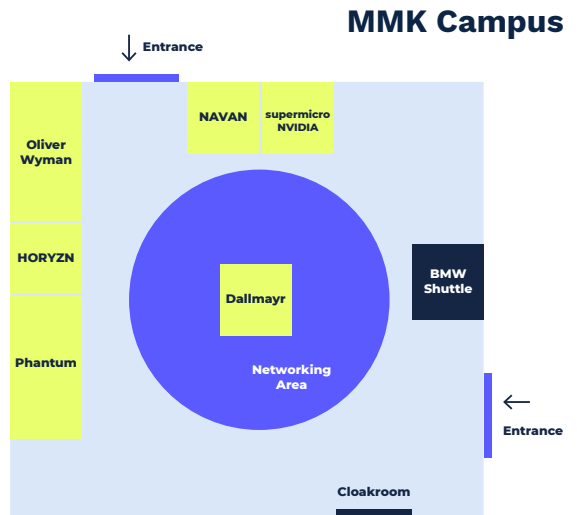 MMK Campus
Entrance
NAVAN
supermicro
NVIDIA
Oliver
Wyman
HORYZN
BMW
Shuttle
Dallmayr
Phantum
Networking
Area
Entrance
Cloakroom